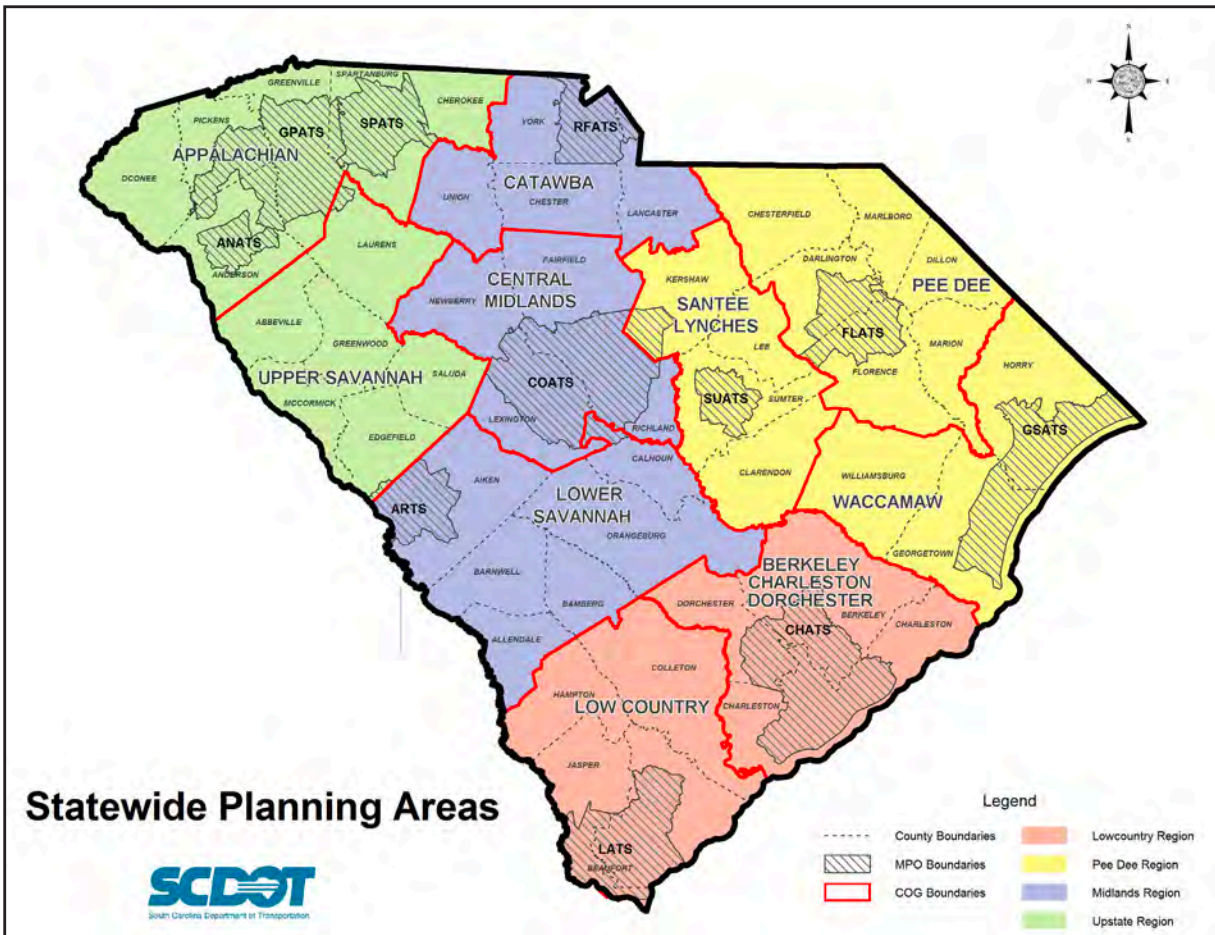 SPARTANBURG
GREENVILLE
CHEROKEE
PICKENS
GPATS
SPATS
YORK
RFATS
APPALACHIAN
OCONEE
CATAWBA
UNION
CHESTER
LANCASTER
CHESTERFIELD
MARLBORO
ANATS
LAURENS
ANDERSON
FAIRFIELD
KERSHAW
DARLINGTON
DILLON
CENTRAL
MIDLANDS
NEWBERRY
PEE DEE
SANTEE
LYNCHES
ABBEVILLE
GREENWOOD
LEE
FLATS
MARION
HORRY
UPPER SAVANNAH
SALUDA
FLORENCE
COATS
MCCORMICK
SUATS
SUMTER
LEXINGTON
RICHLAND
GSATS
EDGEFIELD
CALHOUN
AIKEN
CLARENDON
WILLIAMSBURG
LOWER
SAVANNAH
ARTS
WACCAMAW
ORANGEBURG
GEORGETOWN
BARNWELL
BERKELEY
CHARLESTON
DORCHESTER
BAMBERG
DORCHESTER
BERKELEY
CHARLESTON
CHATS
ALLENDALE
COLLETON
HAMPTON
LOW COUNTRY
CHARLESTON
JASPER
LATS
BEAUFORT
Statewide Planning Areas
SCDOT
South Carolina Department of Transportation
Legend
County Boundaries
MPO Boundaries
COG Boundaries
Lowcountry Region
Pee Dee Region
Midlands Region
Upstate Region